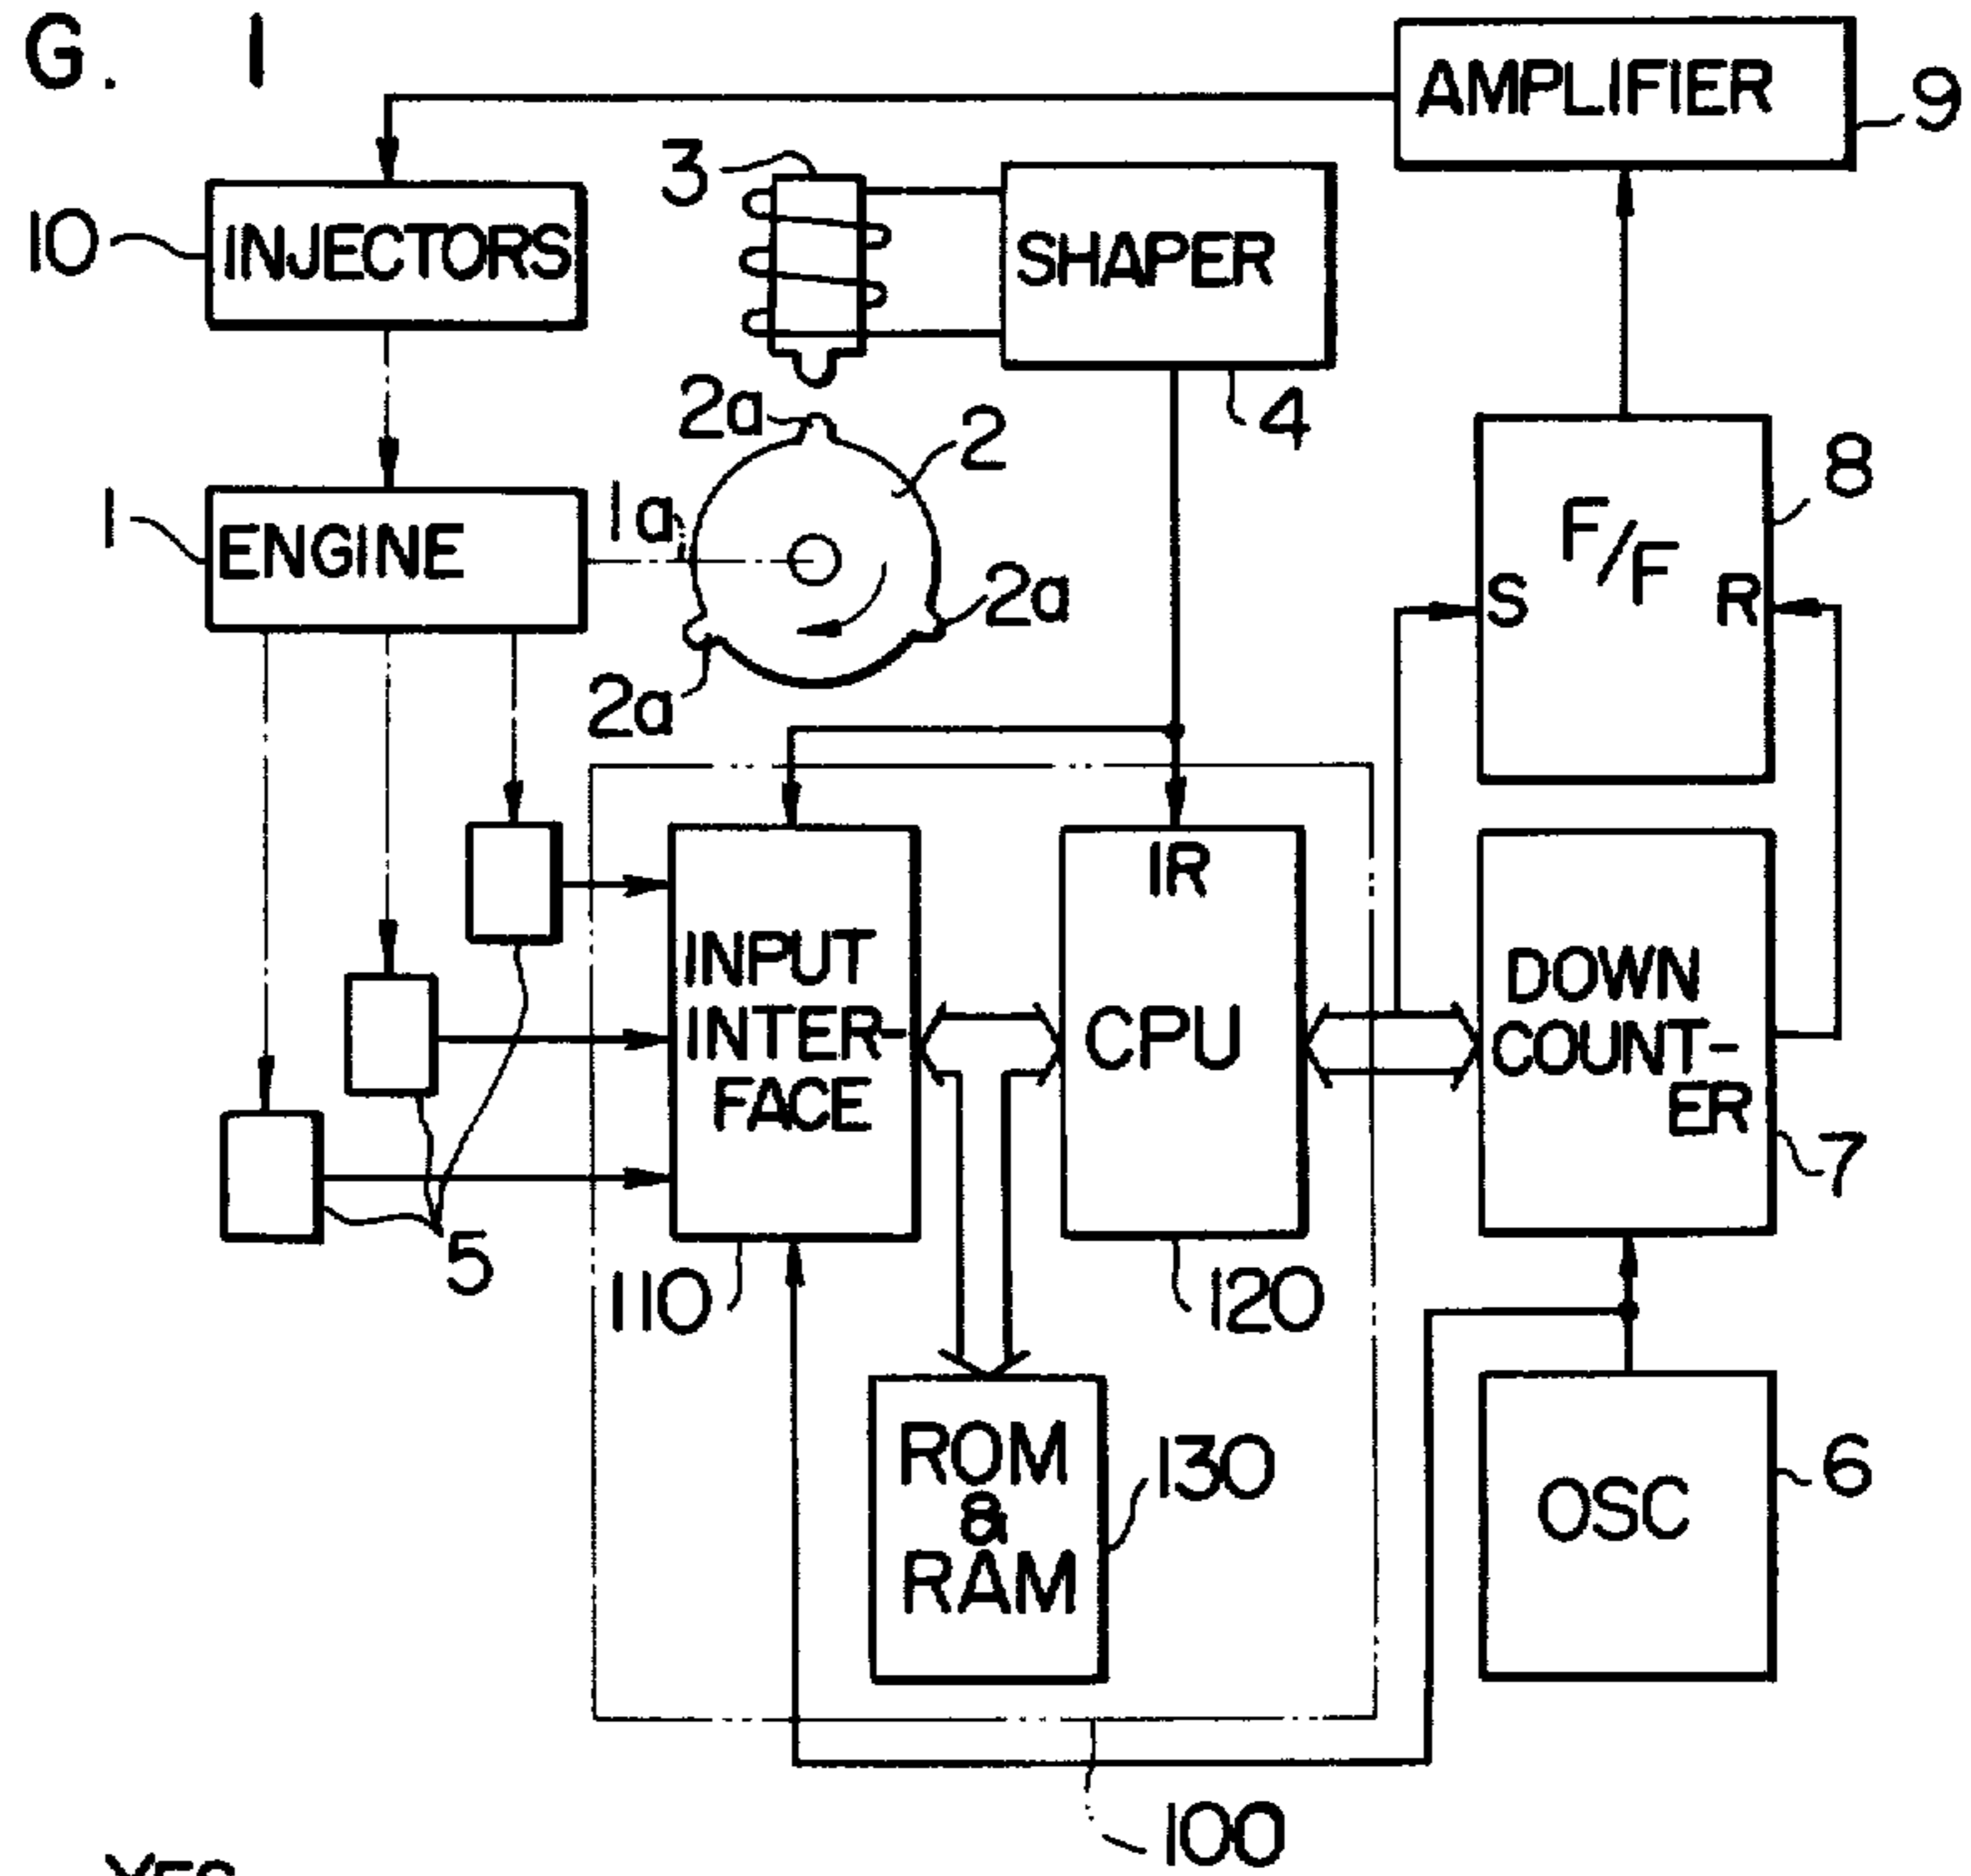 G. 1
AMPLIFIER
9
3
10
INJECTORS
SHAPER
2a
2
4
8
1
ENGINE
1a
F/F
S
R
2a
2a
IR
INPUT
INTER-
FACE
CPU
DOWN
COUNT-
ER
7
5
110
120
ROM
&
RAM
130
OSC
6
100
YES